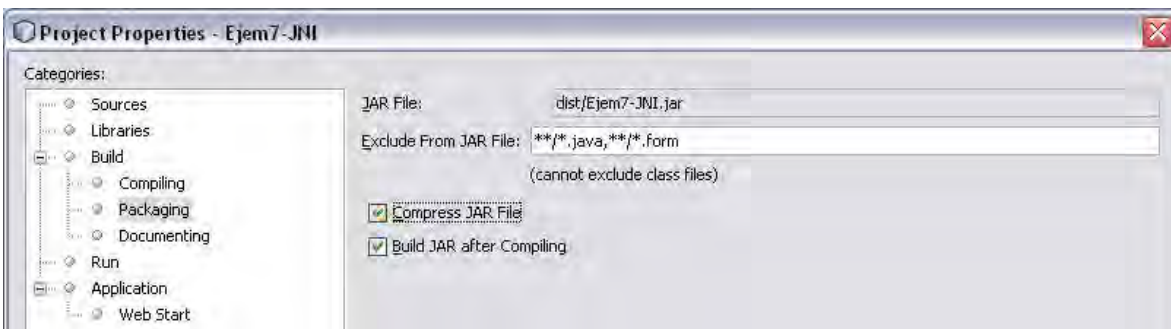 Project Properties - Ejem7-JNI
Categories:
Sources
Libraries
Build
Compiling
Packaging
Documenting
Run
Application
Web Start
JAR File: dist/Ejem7-JNI.jar
Exclude From JAR File: **/*.java,**/*.form
(cannot exclude class files)
Compress JAR File
Build JAR after Compiling